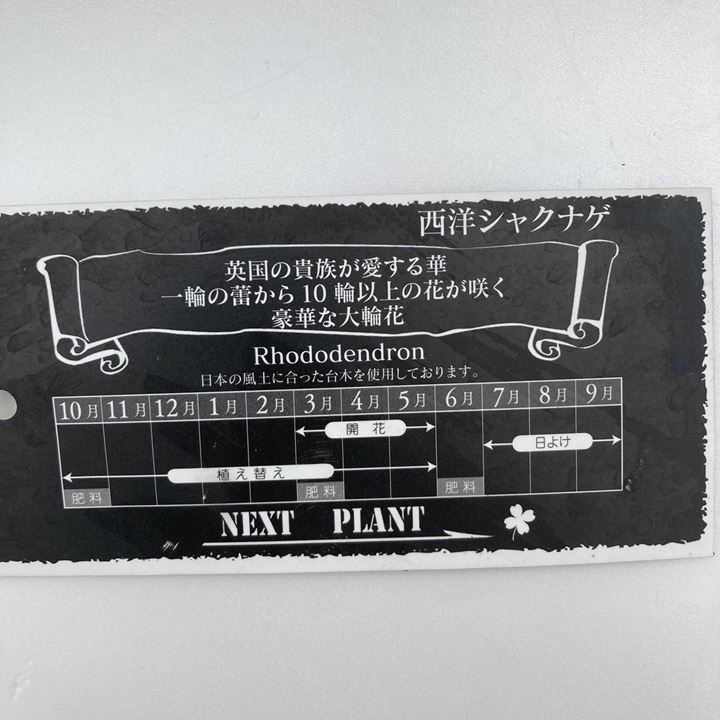 西洋シャクナゲ
英国の貴族が愛する華
一輪の蕾から10輪以上の花が咲く
豪華な大輪花
Rhododendron
日本の風土に合った台木を使用しております。
10月 11月 12月 1月 2月 3月 4月 5月 6月 7月 8月 9月
開花
日よけ
植え替え
肥料 肥料 肥料
NEXT PLANT